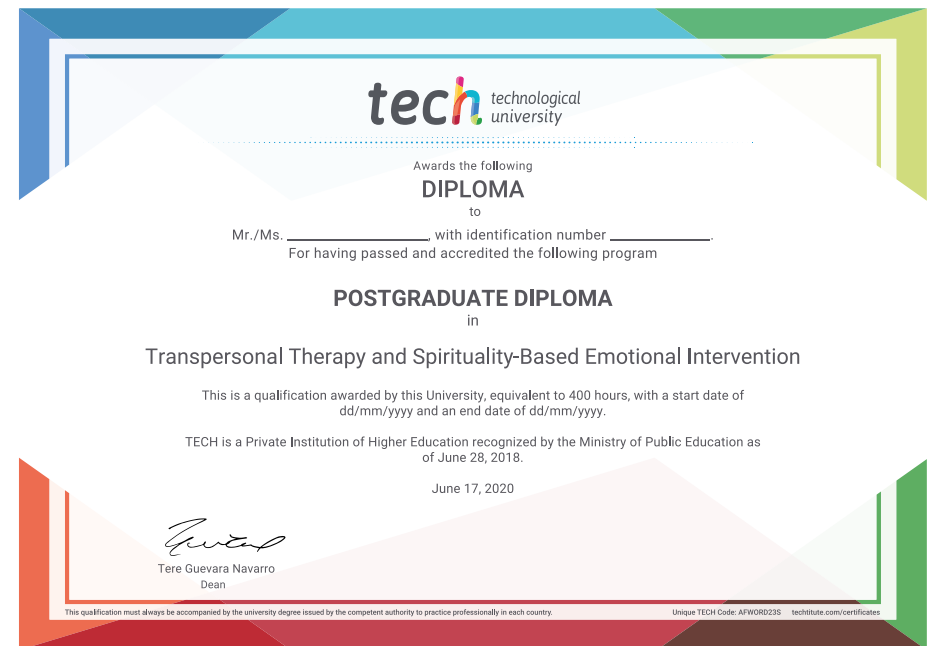 tech technological
university
Awards the following
DIPLOMA
to
Mr./Ms. ____________, with identification number ____________.
For having passed and accredited the following program
POSTGRADUATE DIPLOMA
in
Transpersonal Therapy and Spirituality-Based Emotional Intervention
This is a qualification awarded by this University, equivalent to 400 hours, with a start date of
dd/mm/yyyy and an end date of dd/mm/yyyy.
TECH is a Private Institution of Higher Education recognized by the Ministry of Public Education as
of June 28, 2018.
June 17, 2020
Tere Guevara Navarro
Dean
This qualification must always be accompanied by the university degree issued by the competent authority to practice professionally in each country.
Unique TECH Code: AFWORD23S techtitute.com/certificates